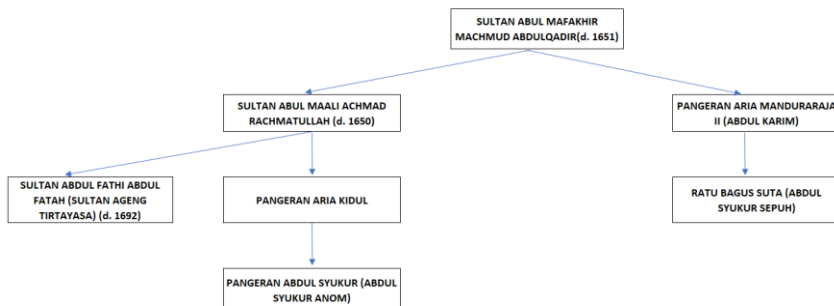 SULTAN ABUL MAFAKHIR
MACHMUD ABDULQADIR(d. 1651)
SULTAN ABUL MAALI ACHMAD
RACHMATULLAH (d. 1650)
PANGERAN ARIA MANDURARAJA
II (ABDUL KARIM)
SULTAN ABDUL FATHI ABDUL
FATAH (SULTAN AGENG
TIRTAYASA) (d. 1692)
PANGERAN ARIA KIDUL
RATU BAGUS SUTA (ABDUL
SYUKUR SEPUH)
PANGERAN ABDUL SYUKUR (ABDUL
SYUKUR ANOM)